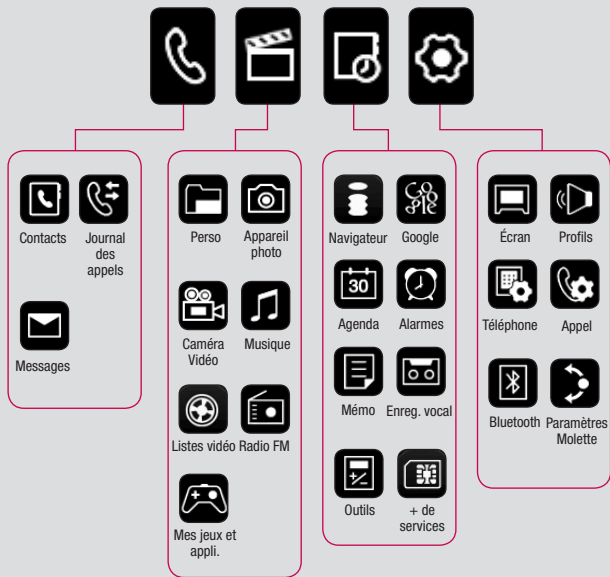 Contacts
Journal
des
appels
Messages
Perso
Appareil
photo
Caméra
Vidéo
Musique
Listes vidéo
Radio FM
Mes jeux et
appli.
Navigateur
Google
30
Agenda
Alarmes
Mémo
Enreg. vocal
Outils
+ de
services
Écran
Profils
Téléphone
Appel
Bluetooth
Paramètres
Molette